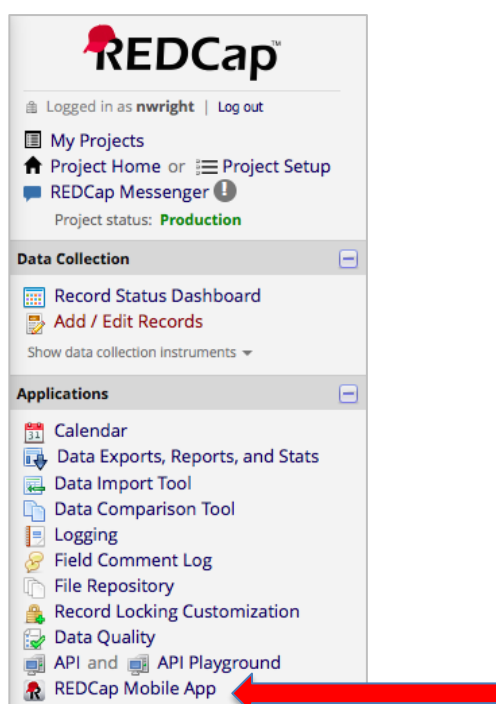 REDCap™
Logged in as nwright | Log out
My Projects
Project Home or Project Setup
REDCap Messenger
Project status: Production
Data Collection
Record Status Dashboard
Add / Edit Records
Show data collection instruments
Applications
31 Calendar
Data Exports, Reports, and Stats
Data Import Tool
Data Comparison Tool
Logging
Field Comment Log
File Repository
Record Locking Customization
Data Quality
API and API Playground
REDCap Mobile App